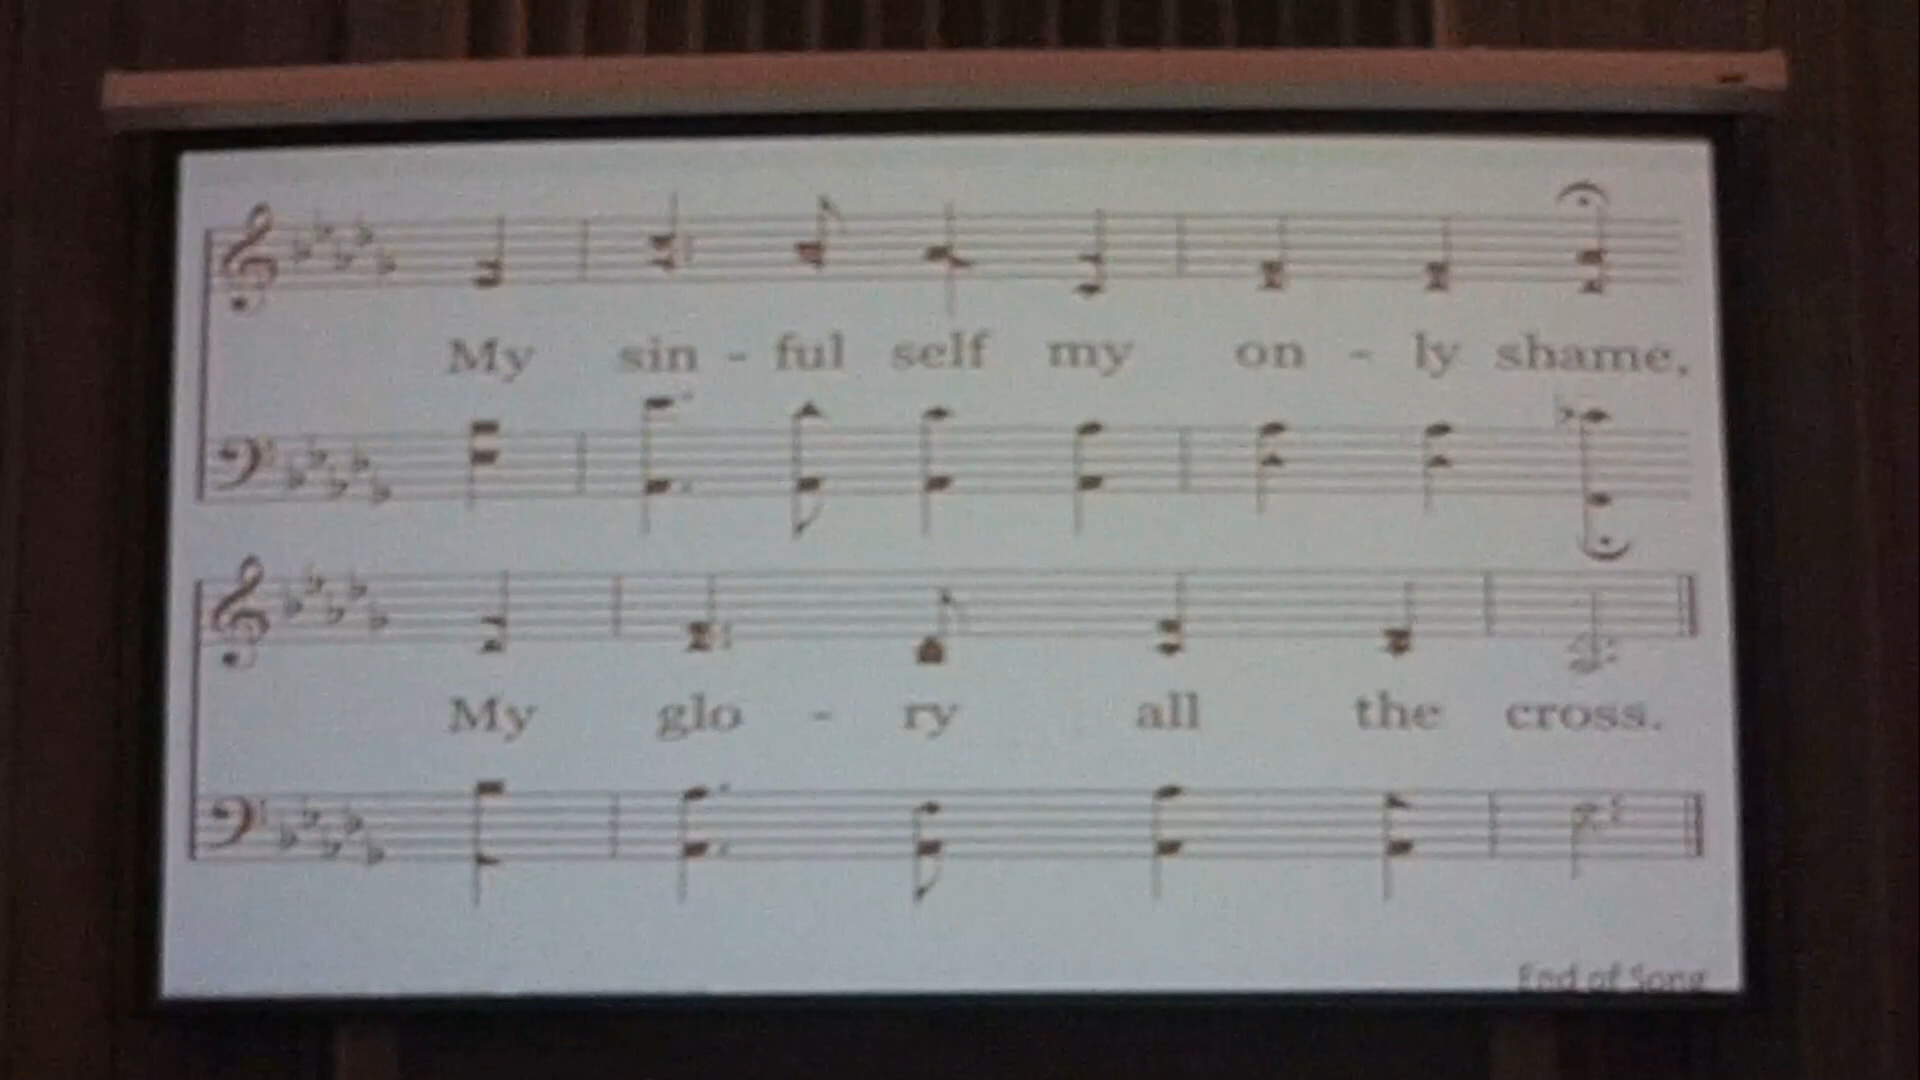 My sin - ful self my on - ly shame,
My glo - ry all the cross.
End of Song